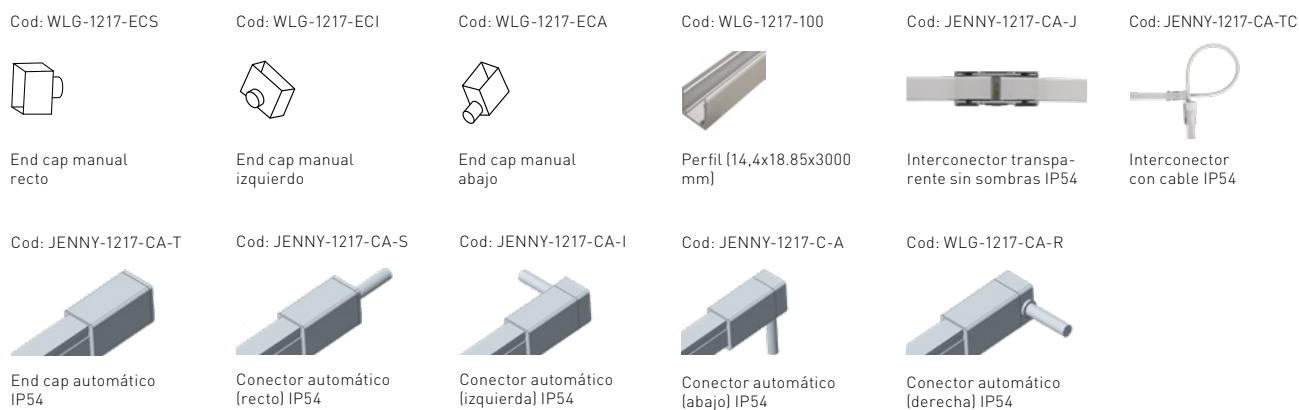 Cod: WLG-1217-ECS
Cod: WLG-1217-ECI
Cod: WLG-1217-ECA
Cod: WLG-1217-100
Cod: JENNY-1217-CA-J
Cod: JENNY-1217-CA-TC
End cap manual
recto
End cap manual
izquierdo
End cap manual
abajo
Perfil (14,4x18.85x3000
mm)
Interconector transpa-
rente sin sombras IP54
Interconector
con cable IP54
Cod: JENNY-1217-CA-T
Cod: JENNY-1217-CA-S
Cod: JENNY-1217-CA-I
Cod: JENNY-1217-C-A
Cod: WLG-1217-CA-R
End cap automático
IP54
Conector automático
(recto) IP54
Conector automático
(izquierda) IP54
Conector automático
(abajo) IP54
Conector automático
(derecha) IP54